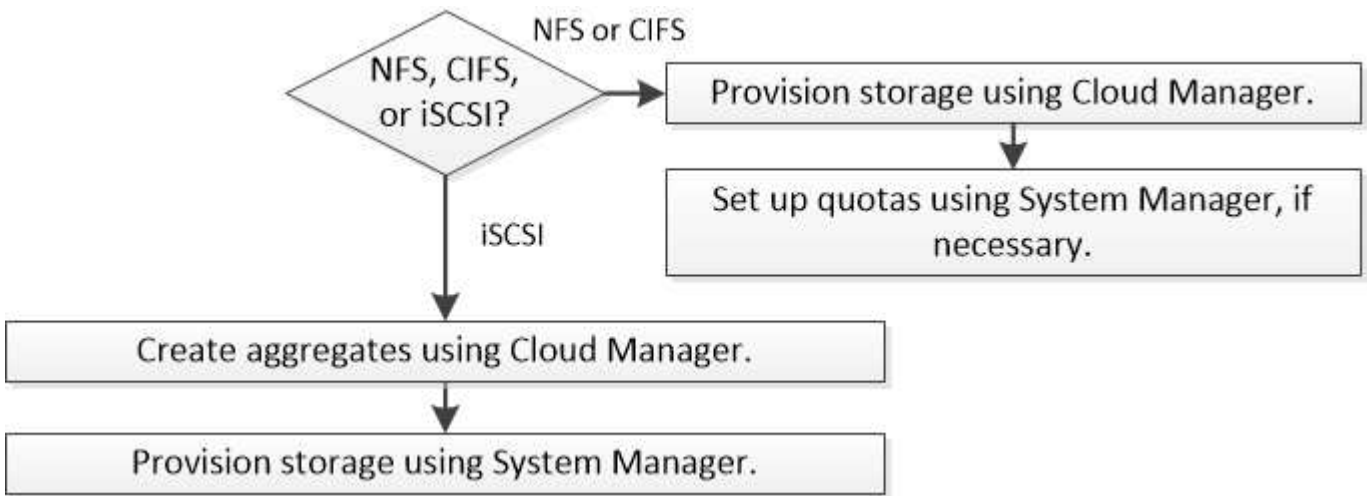 NFS or CIFS
NFS, CIFS,
or iSCSI?
Provision storage using Cloud Manager.
Set up quotas using System Manager, if
necessary.
iSCSI
Create aggregates using Cloud Manager.
Provision storage using System Manager.